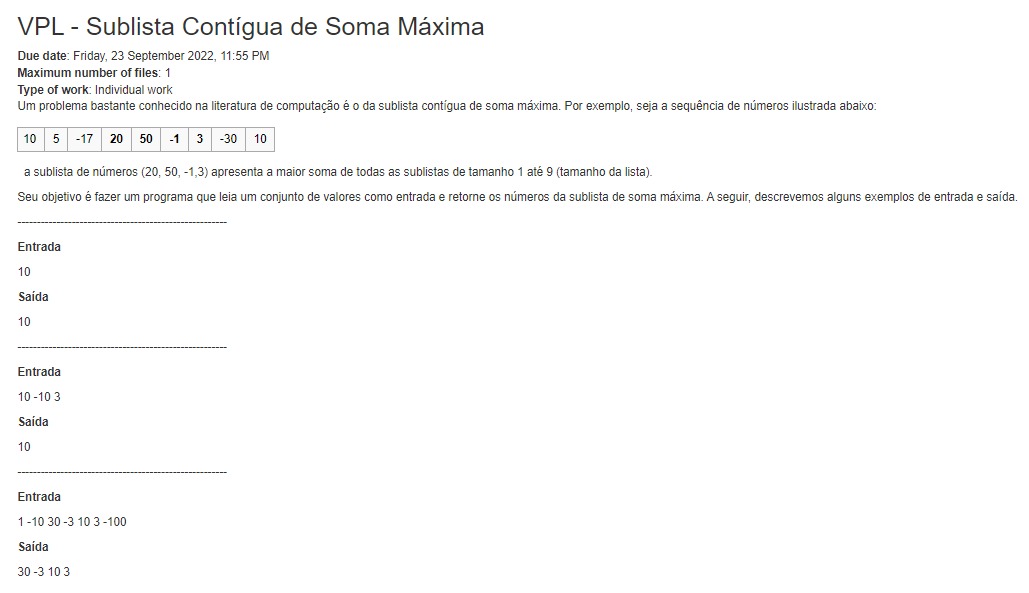 VPL - Sublista Contígua de Soma Máxima
Due date: Friday, 23 September 2022, 11:55 PM
Maximum number of files: 1
Type of work: Individual work
Um problema bastante conhecido na literatura de computação é o da sublista contígua de soma máxima. Por exemplo, seja a sequência de números ilustrada abaixo:
10 5 -17 20 50 -1 3 -30 10
a sublista de números (20, 50, -1,3) apresenta a maior soma de todas as sublistas de tamanho 1 até 9 (tamanho da lista).
Seu objetivo é fazer um programa que leia um conjunto de valores como entrada e retorne os números da sublista de soma máxima. A seguir, descrevemos alguns exemplos de entrada e saída.
------------------------------------------------------
Entrada
10
Saída
10
------------------------------------------------------
Entrada
10 -10 3
Saída
10
------------------------------------------------------
Entrada
1 -10 30 -3 10 3 -100
Saída
30 -3 10 3